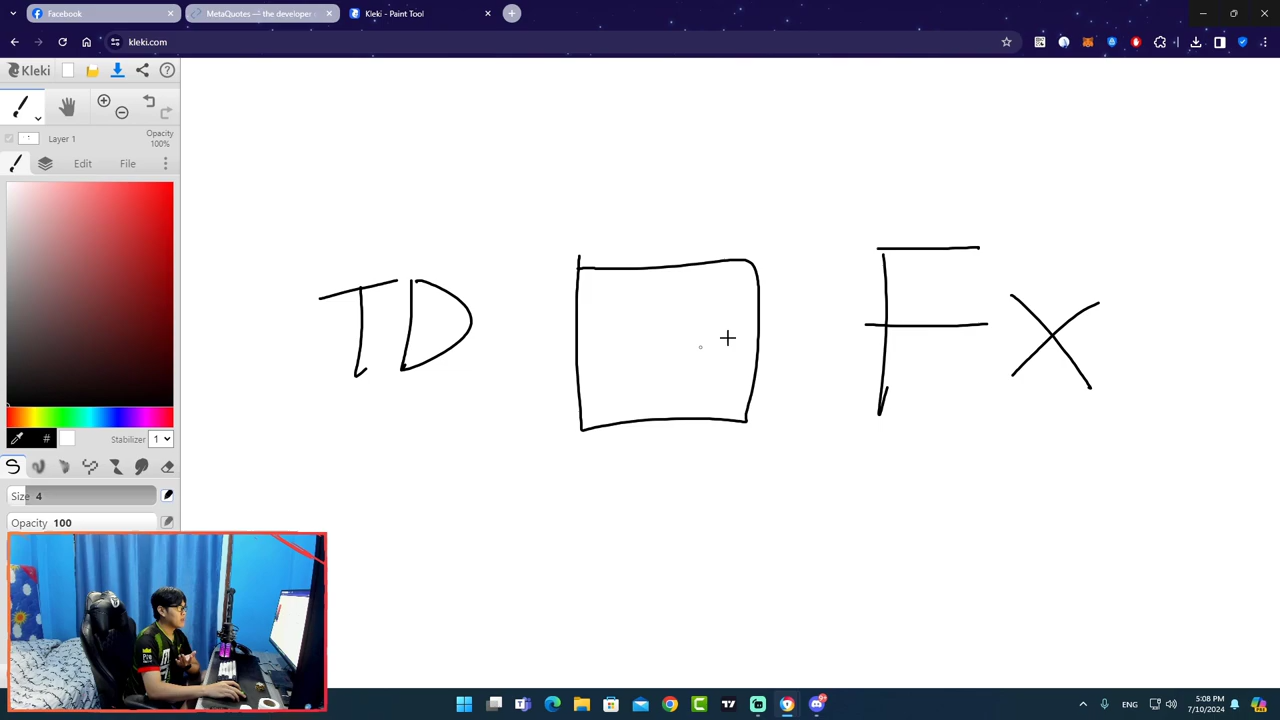 Facebook
MetaQuotes — the developer o
Kleki - Paint Tool
kleki.com
Kleki
Layer 1
Opacity
100%
Edit
File
TD
Fx
#
Stabilizer 1
Size 4
Opacity 100
ENG
5:08 PM
7/10/2024